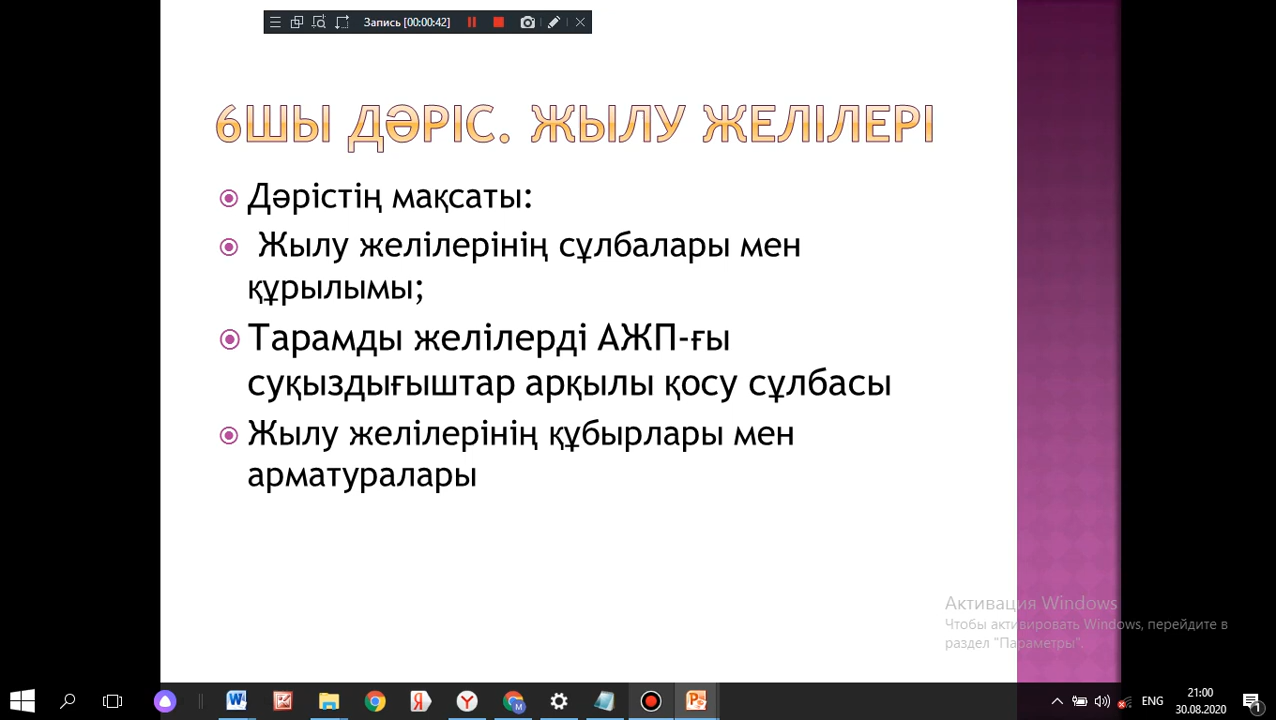 Запись [00:00:42]
6ШЫ ДӘРІС. ЖЫЛУ ЖЕЛІЛЕРІ
Дәрістің мақсаты:
Жылу желілерінің сұлбалары мен
құрылымы;
Тарамды желілерді АЖП-ғы
суқыздығыштар арқылы қосу сұлбасы
Жылу желілерінің құбырлары мен
арматуралары
Активация Windows
Чтобы активировать Windows, перейдите в
раздел "Параметры".
ENG
21:00
30.08.2020